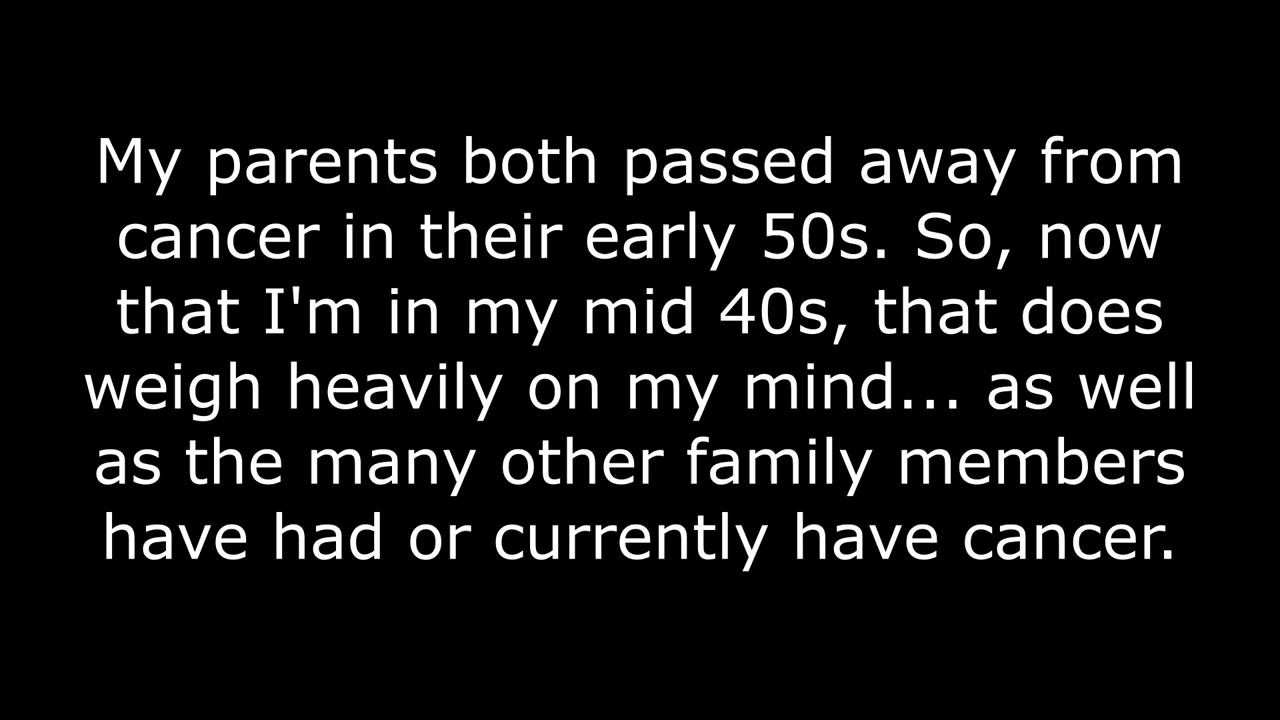 My parents both passed away from
cancer in their early 50s. So, now
that I'm in my mid 40s, that does
weigh heavily on my mind... as well
as the many other family members
have had or currently have cancer.